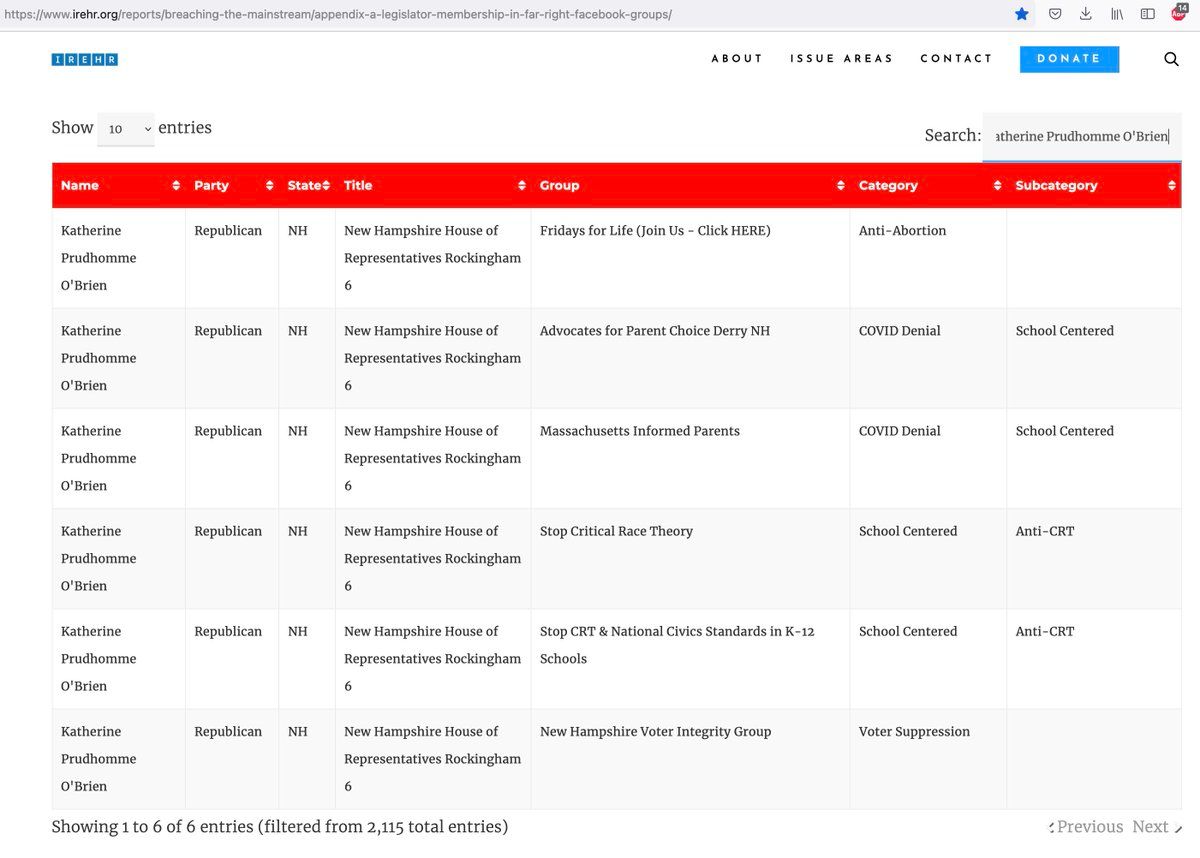 https://www.irehr.org/reports/breaching-the-mainstream/appendix-a-legislator-membership-in-far-right-facebook-groups/
14
IREHR
ABOUT ISSUE AREAS CONTACT DONATE
Show 10 entries
Search: atherine Prudhomme O'Brien
Name Party State Title Group Category Subcategory
Katherine Republican NH New Hampshire House of Fridays for Life (Join Us - Click HERE) Anti-Abortion
Prudhomme Representatives Rockingham
O'Brien 6
Katherine Republican NH New Hampshire House of Advocates for Parent Choice Derry NH COVID Denial School Centered
Prudhomme Representatives Rockingham
O'Brien 6
Katherine Republican NH New Hampshire House of Massachusetts Informed Parents COVID Denial School Centered
Prudhomme Representatives Rockingham
O'Brien 6
Katherine Republican NH New Hampshire House of Stop Critical Race Theory School Centered Anti-CRT
Prudhomme Representatives Rockingham
O'Brien 6
Katherine Republican NH New Hampshire House of Stop CRT & National Civics Standards in K-12 School Centered Anti-CRT
Prudhomme Representatives Rockingham Schools
O'Brien 6
Katherine Republican NH New Hampshire House of New Hampshire Voter Integrity Group Voter Suppression
Prudhomme Representatives Rockingham
O'Brien 6
Showing 1 to 6 of 6 entries (filtered from 2,115 total entries)
Previous Next